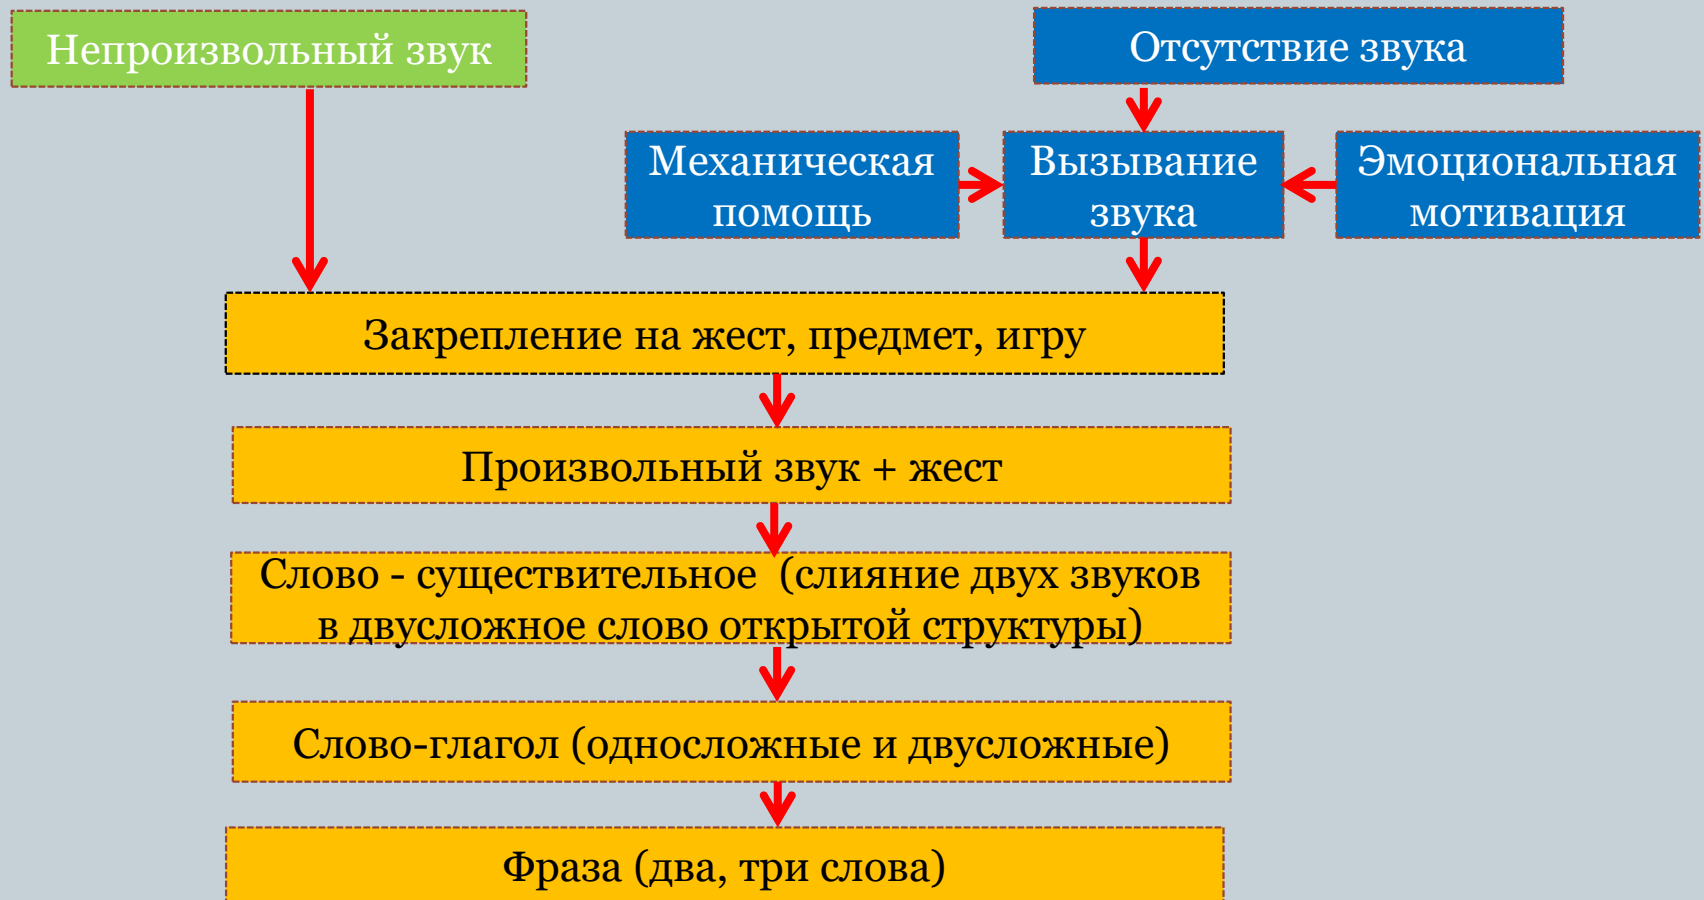 Непроизвольный звук
Отсутствие звука
Механическая
помощь
Вызывание
звука
Эмоциональная
мотивация
Закрепление на жест, предмет, игру
Произвольный звук + жест
Слово - существительное (слияние двух звуков
в двусложное слово открытой структуры)
Слово-глагол (односложные и двусложные)
Фраза (два, три слова)